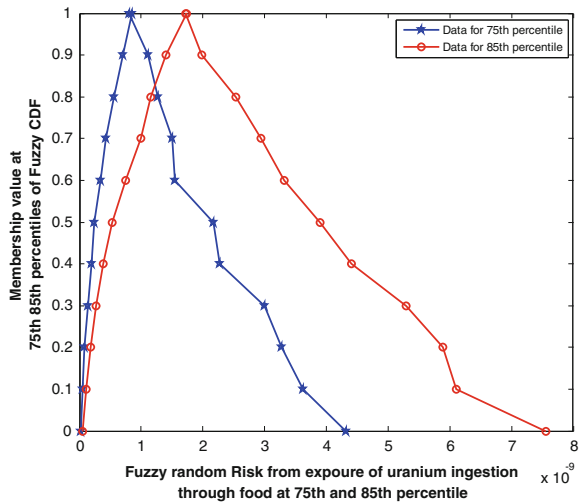 Data for 75th percentile
Data for 85th percentile
Membership value at
75th 85th percentiles of Fuzzy CDF
1
0.9
0.8
0.7
0.6
0.5
0.4
0.3
0.2
0.1
0
0 1 2 3 4 5 6 7 8
x 10⁻⁹
Fuzzy random Risk from expoure of uranium ingestion
through food at 75th and 85th percentile